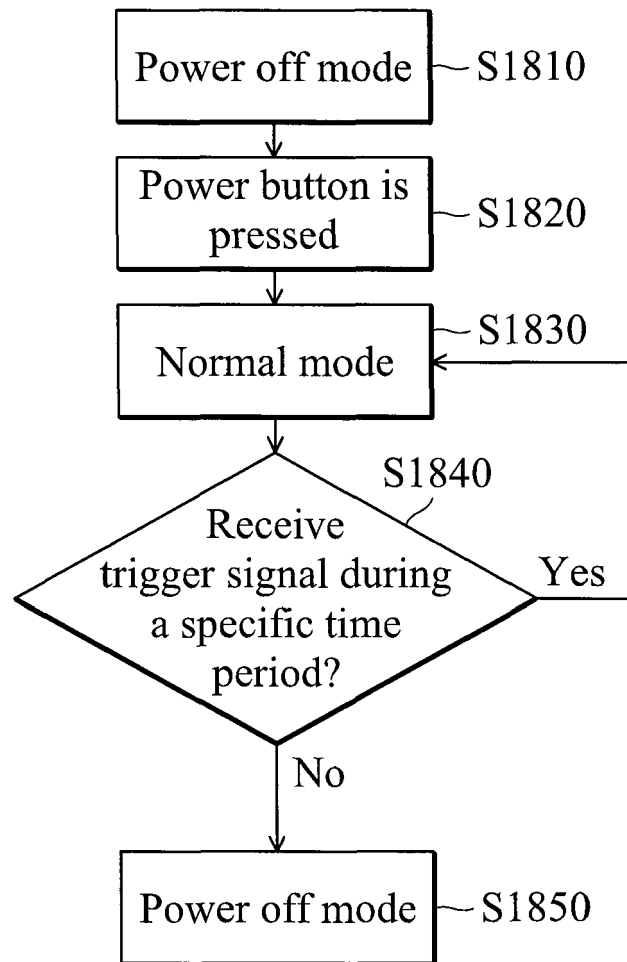 Power off mode
S1810
Power button is
pressed
S1820
S1830
Normal mode
S1840
Receive
trigger signal during
a specific time
period?
Yes
No
Power off mode
S1850